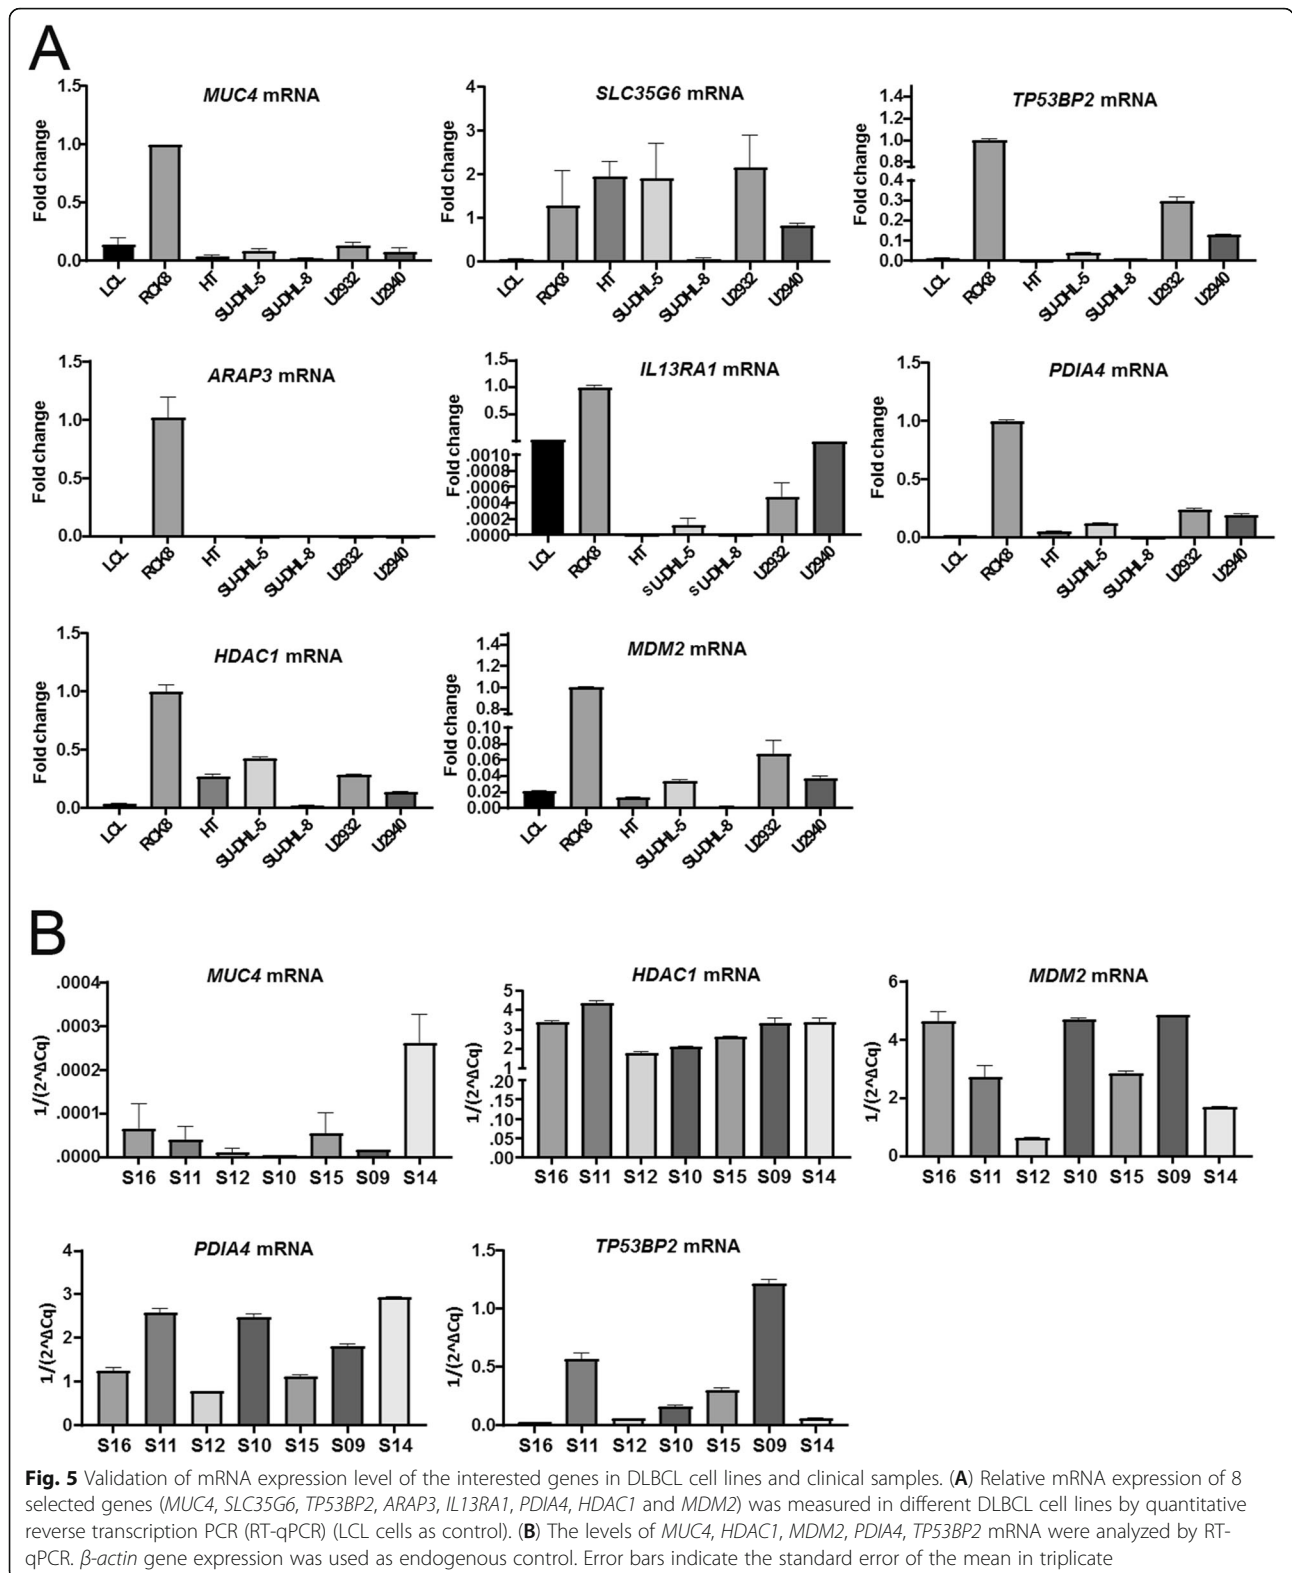 A
MUC4 mRNA
Fold change
1.5
1.0
0.5
0.0
LCL
RCK8
HT
SU-DHL-5
SU-DHL-8
U2932
U2940
SLC35G6 mRNA
Fold change
4
3
2
1
0
LCL
RCK8
HT
SU-DHL-5
SU-DHL-8
U2932
U2940
TP53BP2 mRNA
Fold change
1.4
1.2
1.0
0.8
0.4
0.3
0.2
0.1
0.0
LCL
RCK8
HT
SU-DHL-5
SU-DHL-8
U2932
U2940
ARAP3 mRNA
Fold change
1.5
1.0
0.5
0.0
LCL
RCK8
HT
SU-DHL-5
SU-DHL-8
U2932
U2940
IL13RA1 mRNA
Fold change
1.5
1.0
0.5
.0010
.0008
.0006
.0004
.0002
.0000
LCL
RCK8
HT
SU-DHL-5
SU-DHL-8
U2932
U2940
PDIA4 mRNA
Fold change
1.5
1.0
0.5
0.0
LCL
RCK8
HT
SU-DHL-5
SU-DHL-8
U2932
U2940
HDAC1 mRNA
Fold change
1.5
1.0
0.5
0.0
LCL
RCK8
HT
SU-DHL-5
SU-DHL-8
U2932
U2940
MDM2 mRNA
Fold change
1.4
1.2
1.0
0.8
0.10
0.08
0.06
0.04
0.02
0.00
LCL
RCK8
HT
SU-DHL-5
SU-DHL-8
U2932
U2940
B
MUC4 mRNA
1/(2^ΔCq)
.0004
.0003
.0002
.0001
.0000
S16 S11 S12 S10 S15 S09 S14
HDAC1 mRNA
1/(2^ΔCq)
5
4
3
2
1
.20
.15
.10
.05
.00
S16 S11 S12 S10 S15 S09 S14
MDM2 mRNA
1/(2^ΔCq)
6
4
2
0
S16 S11 S12 S10 S15 S09 S14
PDIA4 mRNA
1/(2^ΔCq)
4
3
2
1
0
S16 S11 S12 S10 S15 S09 S14
TP53BP2 mRNA
1/(2^ΔCq)
1.5
1.0
0.5
0.0
S16 S11 S12 S10 S15 S09 S14
Fig. 5 Validation of mRNA expression level of the interested genes in DLBCL cell lines and clinical samples. (A) Relative mRNA expression of 8
selected genes (MUC4, SLC35G6, TP53BP2, ARAP3, IL13RA1, PDIA4, HDAC1 and MDM2) was measured in different DLBCL cell lines by quantitative
reverse transcription PCR (RT-qPCR) (LCL cells as control). (B) The levels of MUC4, HDAC1, MDM2, PDIA4, TP53BP2 mRNA were analyzed by RT-
qPCR. β-actin gene expression was used as endogenous control. Error bars indicate the standard error of the mean in triplicate